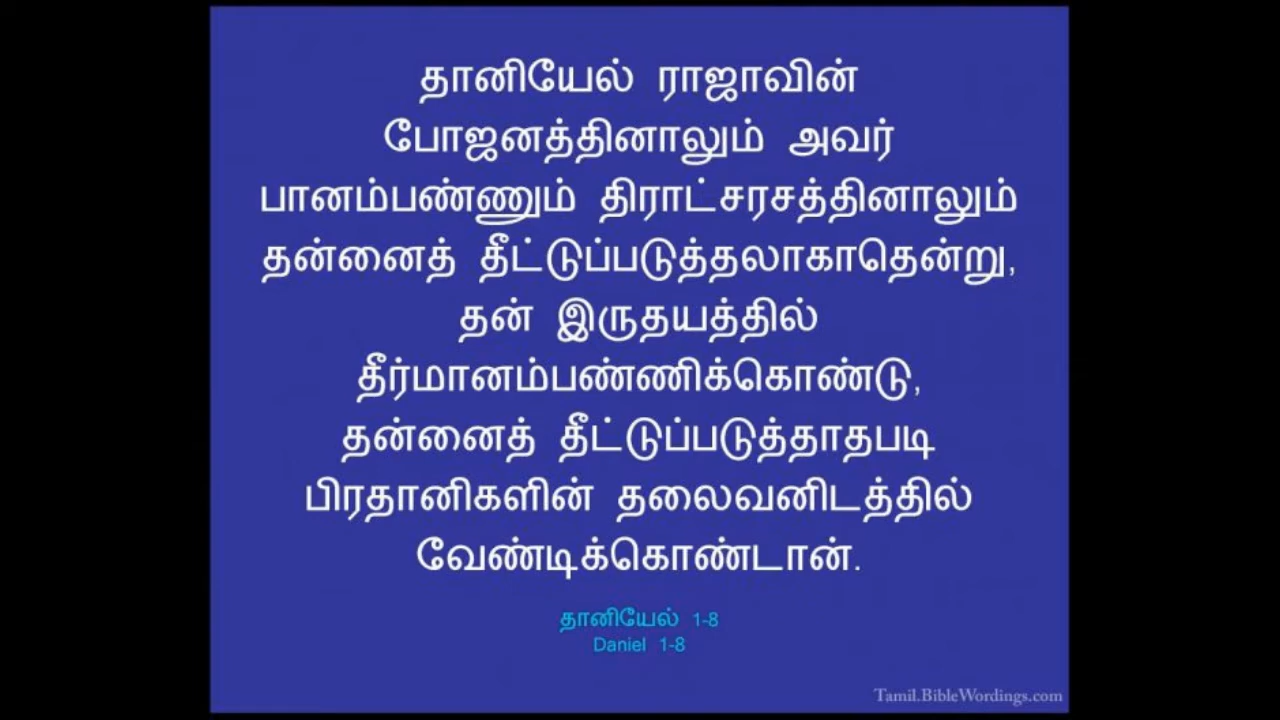 தானியேல் ராஜாவின்
போஜனத்தினாலும் அவர்
பானம்பண்ணும் திராட்சரசத்தினாலும்
தன்னைத் தீட்டுப்படுத்தலாகாதென்று,
தன் இருதயத்தில்
தீர்மானம்பண்ணிக்கொண்டு,
தன்னைத் தீட்டுப்படுத்தாதபடி
பிரதானிகளின் தலைவனிடத்தில்
வேண்டிக்கொண்டான்.
தானியேல் 1-8
Daniel 1-8
Tamil.BibleWordings.com